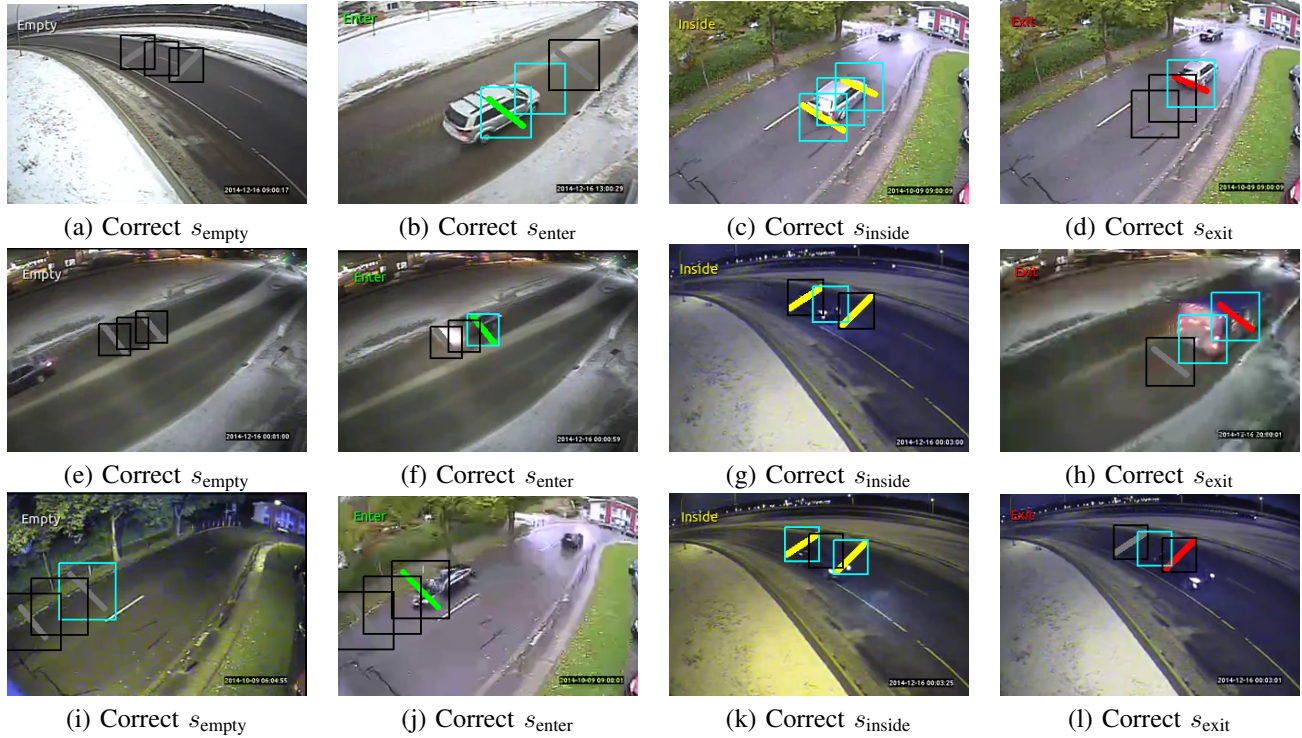 Empty Enter Inside Exit
2014-12-16 09:00:17 2014-12-16 13:00:29 2014-10-09 09:00:09 2014-10-09 09:00:09
(a) Correct s_empty (b) Correct s_enter (c) Correct s_inside (d) Correct s_exit
Empty Enter Inside Exit
2014-12-16 00:01:00 2014-12-16 00:00:59 2014-12-16 00:03:00 2014-12-16 20:00:01
(e) Correct s_empty (f) Correct s_enter (g) Correct s_inside (h) Correct s_exit
Empty Enter Inside Exit
2014-10-09 06:04:55 2014-10-09 09:00:01 2014-12-16 00:03:25 2014-12-16 00:03:01
(i) Correct s_empty (j) Correct s_enter (k) Correct s_inside (l) Correct s_exit